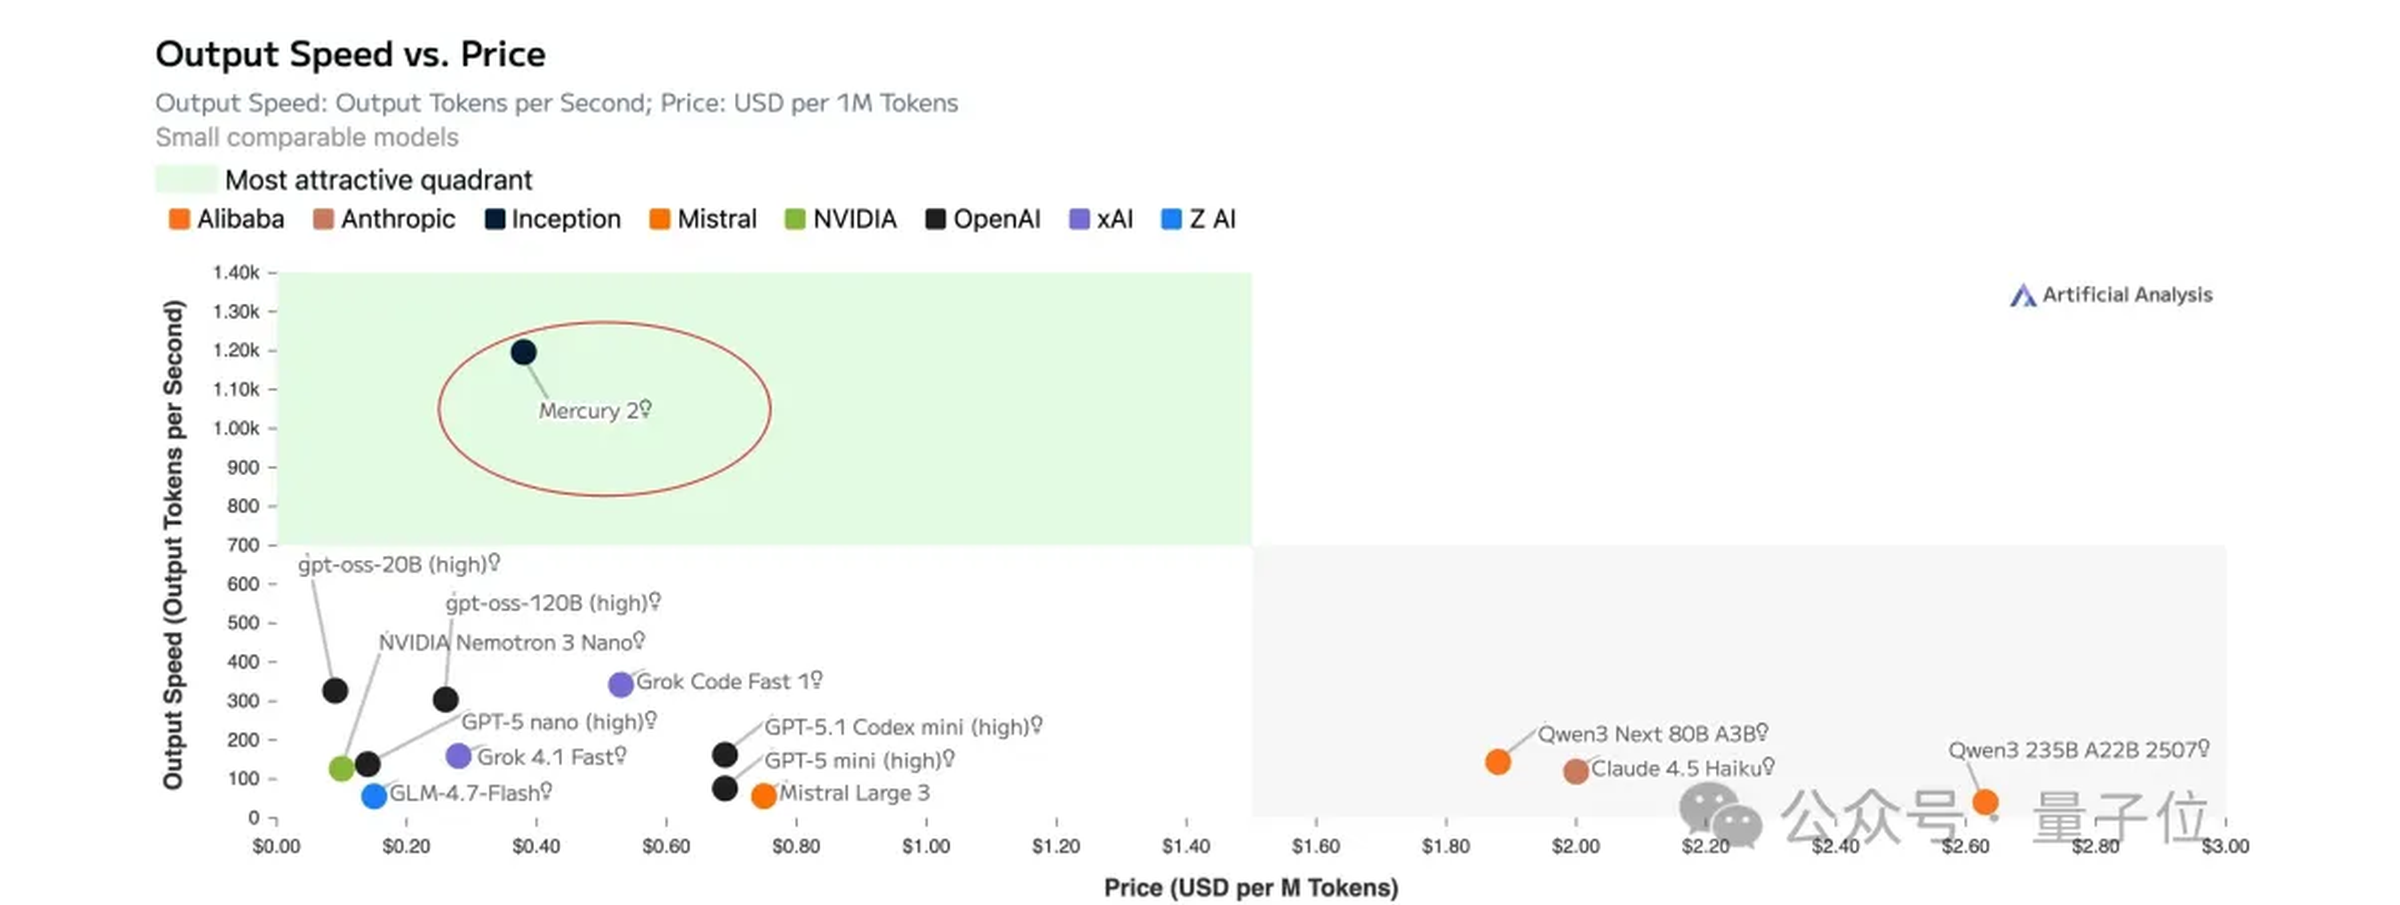 Output Speed vs. Price
Output Speed: Output Tokens per Second; Price: USD per 1M Tokens
Small comparable models
Most attractive quadrant
Alibaba Anthropic Inception Mistral NVIDIA OpenAI xAI Z AI
Artificial Analysis
Output Speed (Output Tokens per Second)
1.40k
1.30k
1.20k
1.10k
1.00k
900
800
700
600
500
400
300
200
100
0
Mercury 2
gpt-oss-20B (high)
gpt-oss-120B (high)
NVIDIA Nemotron 3 Nano
Grok Code Fast 1
GPT-5 nano (high)
GPT-5.1 Codex mini (high)
Grok 4.1 Fast
GPT-5 mini (high)
GLM-4.7-Flash
Mistral Large 3
Qwen3 Next 80B A3B
Claude 4.5 Haiku
Qwen3 235B A22B 2507
公众号 · 量子位
$0.00 $0.20 $0.40 $0.60 $0.80 $1.00 $1.20 $1.40 $1.60 $1.80 $2.00 $2.20 $2.40 $2.60 $2.80 $3.00
Price (USD per M Tokens)